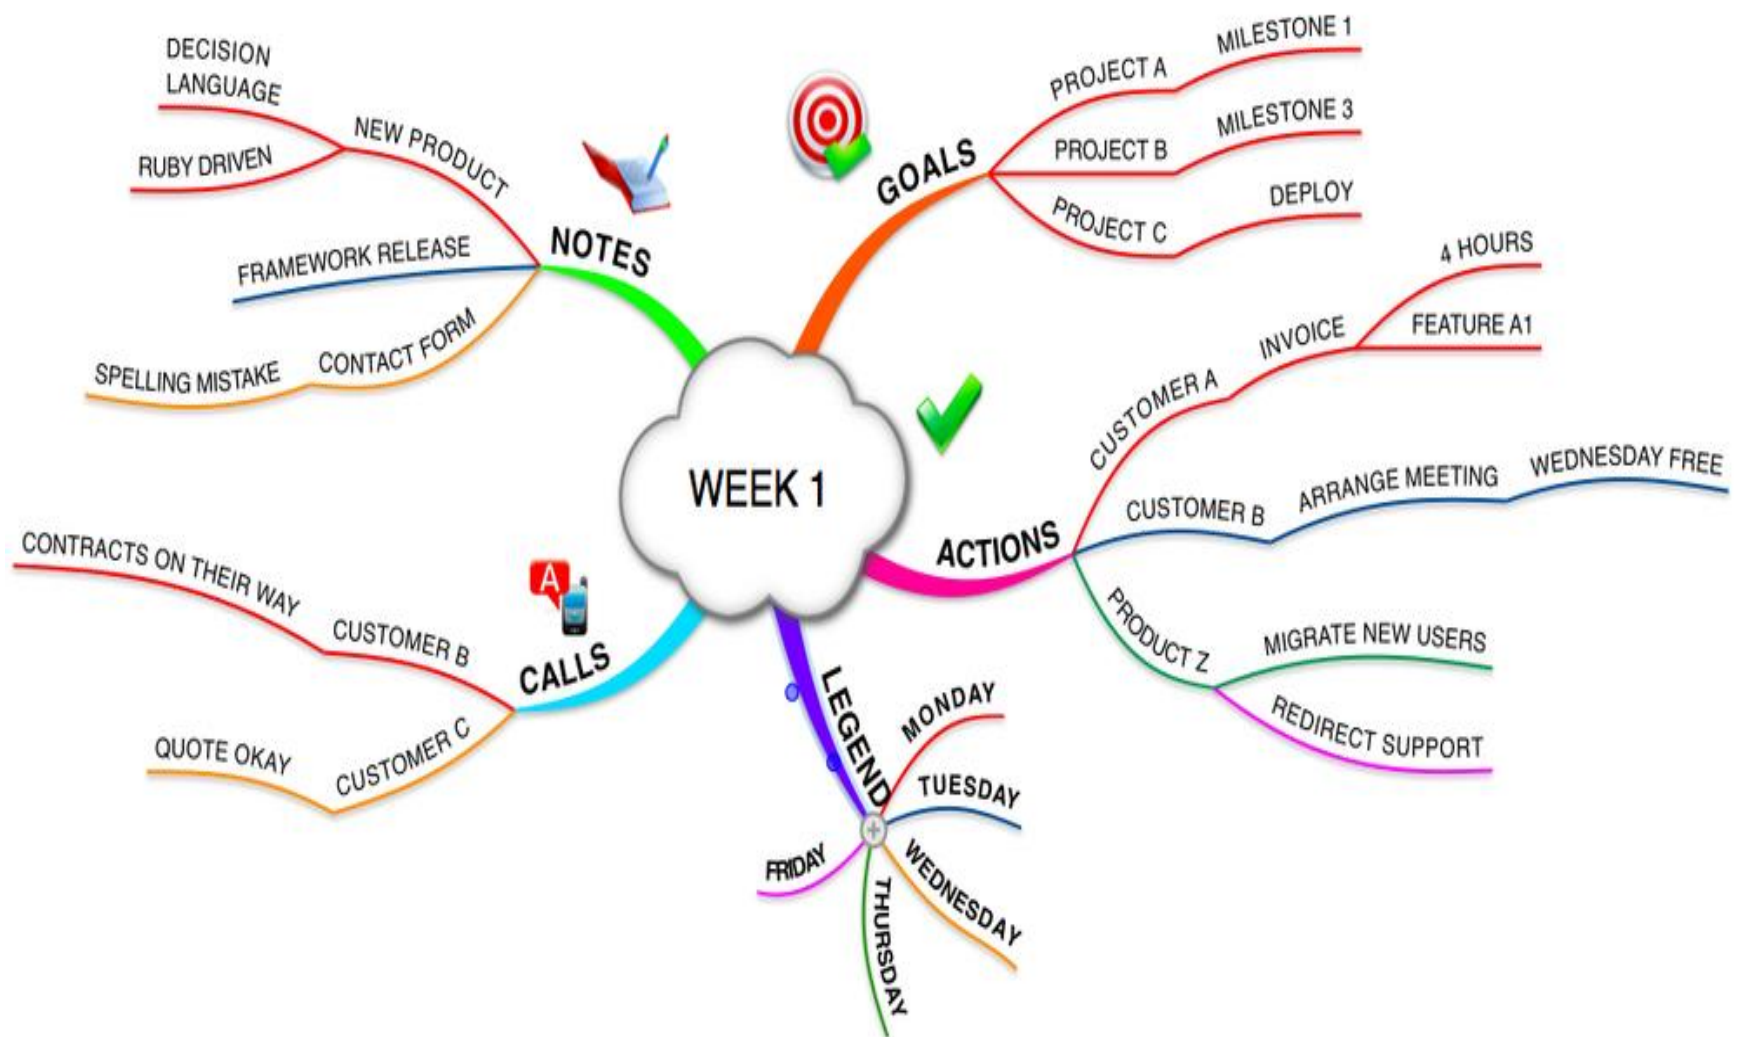 WEEK 1
GOALS
PROJECT A
MILESTONE 1
PROJECT B
MILESTONE 3
PROJECT C
DEPLOY
ACTIONS
CUSTOMER A
INVOICE
4 HOURS
FEATURE A1
CUSTOMER B
ARRANGE MEETING
WEDNESDAY FREE
PRODUCT Z
MIGRATE NEW USERS
REDIRECT SUPPORT
LEGEND
MONDAY
TUESDAY
WEDNESDAY
THURSDAY
FRIDAY
CALLS
A
CUSTOMER B
CONTRACTS ON THEIR WAY
CUSTOMER C
QUOTE OKAY
NOTES
NEW PRODUCT
DECISION
LANGUAGE
RUBY DRIVEN
FRAMEWORK RELEASE
CONTACT FORM
SPELLING MISTAKE